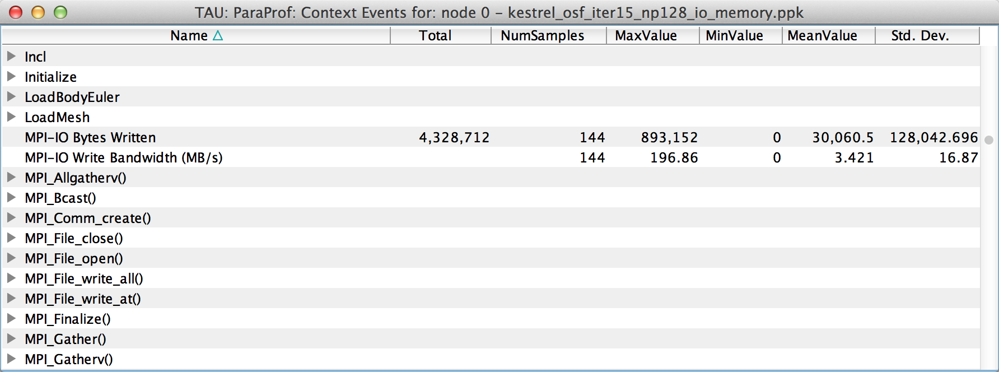 TAU: ParaProf: Context Events for: node 0 – kestrel_osf_iter15_np128_io_memory.ppk
Name △ Total NumSamples MaxValue MinValue MeanValue Std. Dev.
Incl
Initialize
LoadBodyEuler
LoadMesh
MPI-IO Bytes Written 4,328,712 144 893,152 0 30,060.5 128,042.696
MPI-IO Write Bandwidth (MB/s) 144 196.86 0 3.421 16.87
MPI_Allgatherv()
MPI_Bcast()
MPI_Comm_create()
MPI_File_close()
MPI_File_open()
MPI_File_write_all()
MPI_File_write_at()
MPI_Finalize()
MPI_Gather()
MPI_Gatherv()